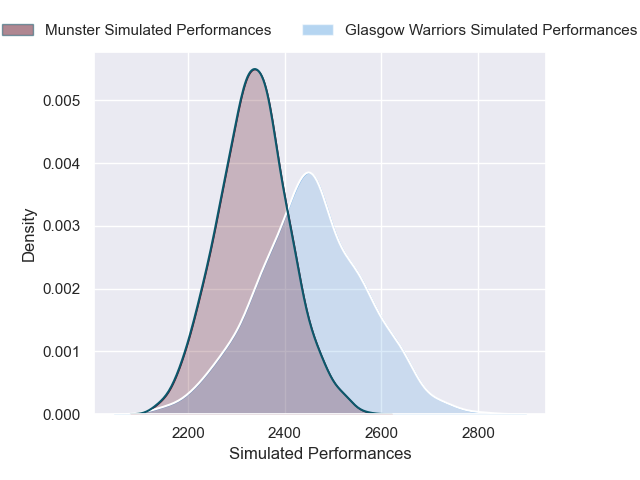 Munster Simulated Performances
Glasgow Warriors Simulated Performances
0.005
0.004
0.003
0.002
0.001
0.000
Density
2200 2400 2600 2800
Simulated Performances